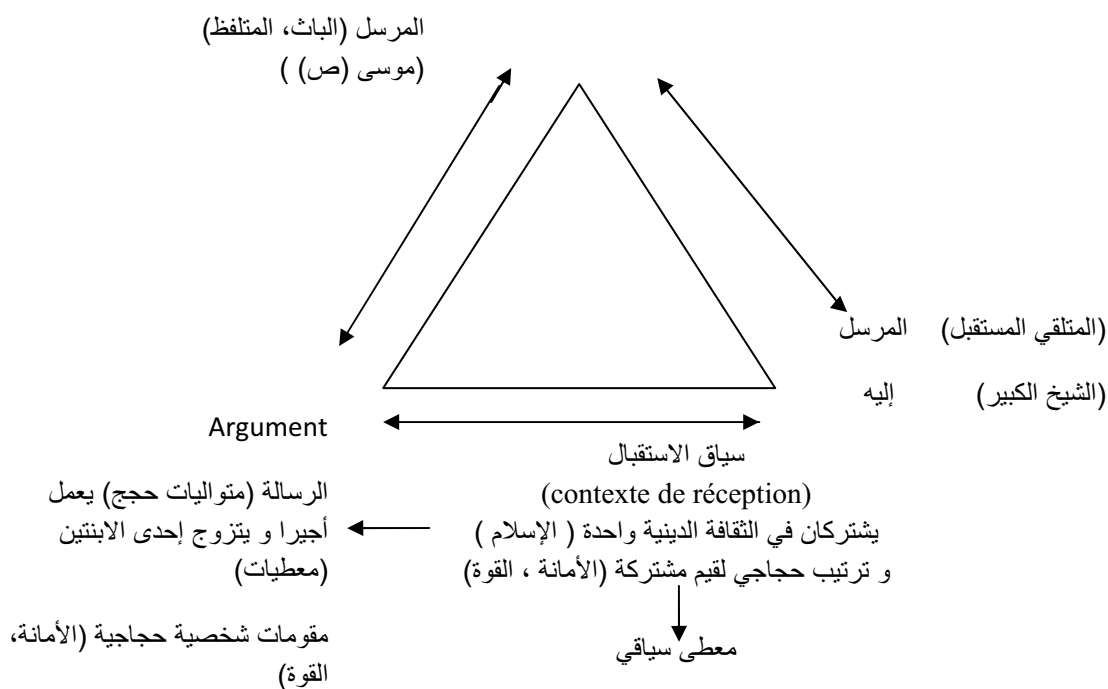 المرسل (الباث، المتلفظ)
(موسى (ص) )
المرسل (المتلقي المستقبل)
إليه (الشيخ الكبير)
Argument
سياق الاستقبال
(contexte de réception)
يشتركان في الثقافة الدينية واحدة ( الإسلام )
و ترتيب حجاجي لقيم مشتركة (الأمانة ، القوة)
معطى سياقي
الرسالة (متواليات حجج) يعمل
أجيرا و يتزوج إحدى الابنتين
(معطيات)
مقومات شخصية حجاجية (الأمانة،
القوة)